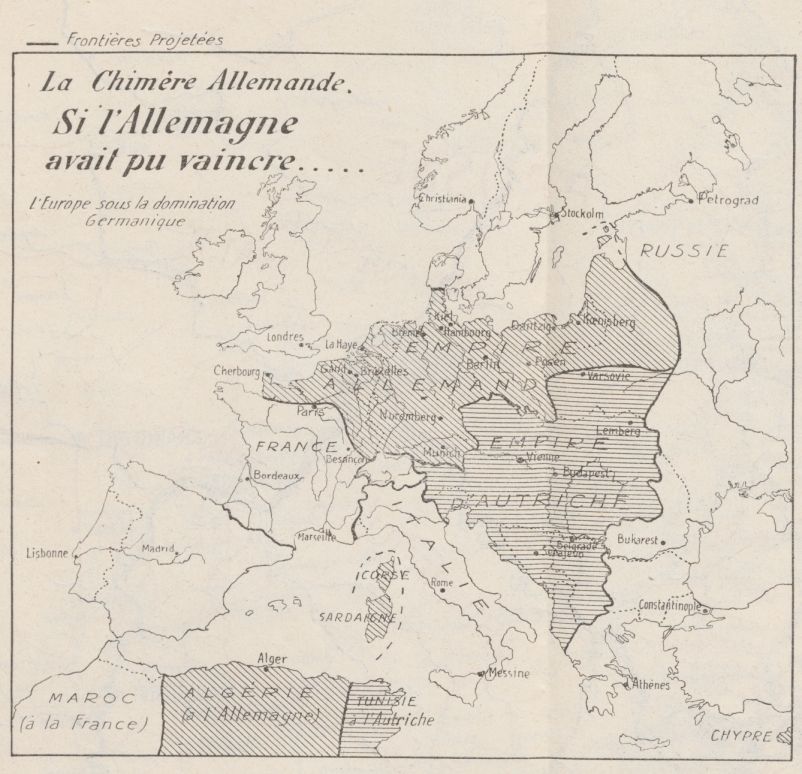 Frontières Projetées
La Chimère Allemande.
Si l'Allemagne
avait pu vaincre.....
l'Europe sous la domination
Germanique
Christiania
Stockolm
Petrograd
RUSSIE
Kiel
Hambourg
Brême
Dantzig
Kœnisberg
Londres
La Haye
EMPIRE
Berlin
Posen
Cherbourg
Gand
Bruxelles
ALLEMAND
Varsovie
Paris
Nuremberg
Lemberg
FRANCE
Besançon
Munich
EMPIRE
Vienne
Bordeaux
Budapest
D'AUTRICHE
Marseille
ITALIE
Lisbonne
Madrid
Belgrade
Serajevo
Bukarest
CORSE
Rome
SARDAIGNE
Constantinople
Alger
Messine
Athènes
MAROC
(à la France)
ALGÉRIE
(à l'Allemagne)
TUNISIE
à l'Autriche
CHYPRE